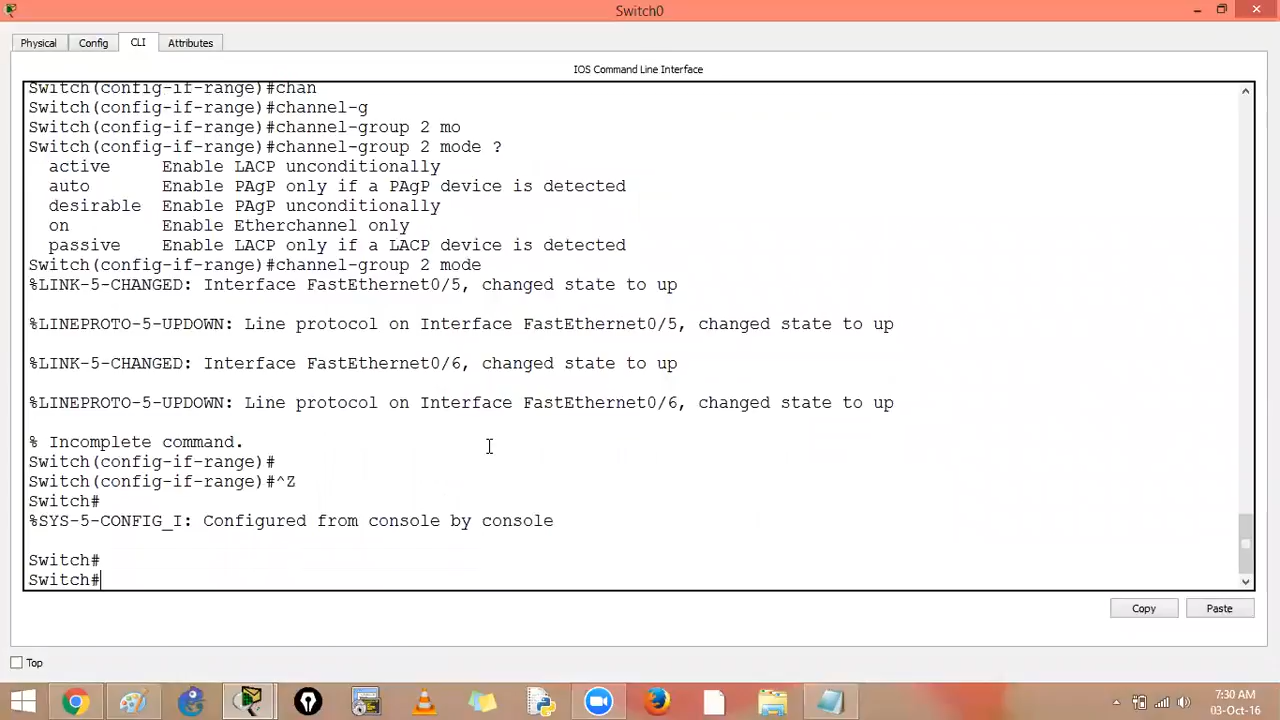 Switch0
Physical Config CLI Attributes
IOS Command Line Interface
Switch(config-if-range)#chan
Switch(config-if-range)#channel-g
Switch(config-if-range)#channel-group 2 mo
Switch(config-if-range)#channel-group 2 mode ?
active Enable LACP unconditionally
auto Enable PAgP only if a PAgP device is detected
desirable Enable PAgP unconditionally
on Enable Etherchannel only
passive Enable LACP only if a LACP device is detected
Switch(config-if-range)#channel-group 2 mode
%LINK-5-CHANGED: Interface FastEthernet0/5, changed state to up
%LINEPROTO-5-UPDOWN: Line protocol on Interface FastEthernet0/5, changed state to up
%LINK-5-CHANGED: Interface FastEthernet0/6, changed state to up
%LINEPROTO-5-UPDOWN: Line protocol on Interface FastEthernet0/6, changed state to up
% Incomplete command.
Switch(config-if-range)#
Switch(config-if-range)#^Z
Switch#
%SYS-5-CONFIG_I: Configured from console by console
Switch#
Switch#
Copy Paste
Top
7:30 AM
03-Oct-16